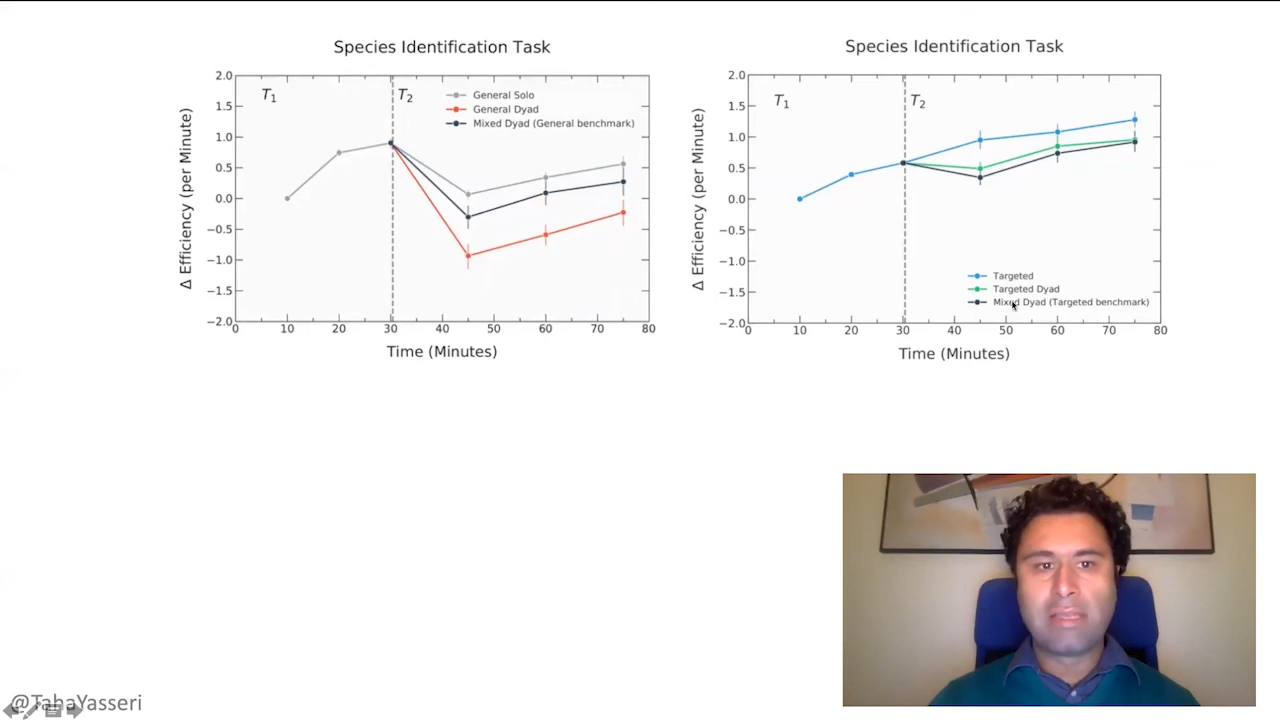 Species Identification Task
T1
T2
General Solo
General Dyad
Mixed Dyad (General benchmark)
Δ Efficiency (per Minute)
2.0
1.5
1.0
0.5
0.0
−0.5
−1.0
−1.5
−2.0
0 10 20 30 40 50 60 70 80
Time (Minutes)
Species Identification Task
T1
T2
Targeted
Targeted Dyad
Mixed Dyad (Targeted benchmark)
Δ Efficiency (per Minute)
2.0
1.5
1.0
0.5
0.0
−0.5
−1.0
−1.5
−2.0
0 10 20 30 40 50 60 70 80
Time (Minutes)
@TahaYasseri